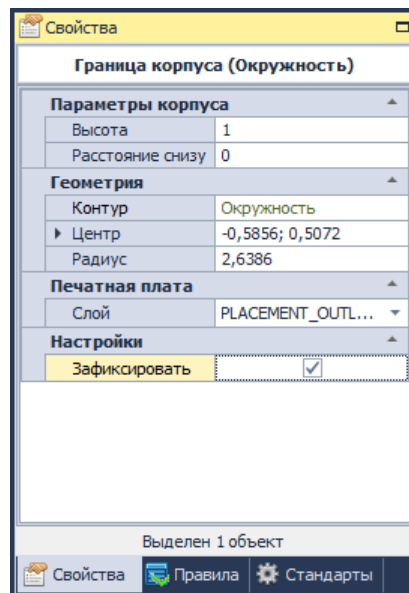 Свойства
Граница корпуса (Окружность)
Параметры корпуса
Высота 1
Расстояние снизу 0
Геометрия
Контур Окружность
Центр -0,5856; 0,5072
Радиус 2,6386
Печатная плата
Слой PLACEMENT_OUTL...
Настройки
Зафиксировать
Выделен 1 объект
Свойства Правила Стандарты